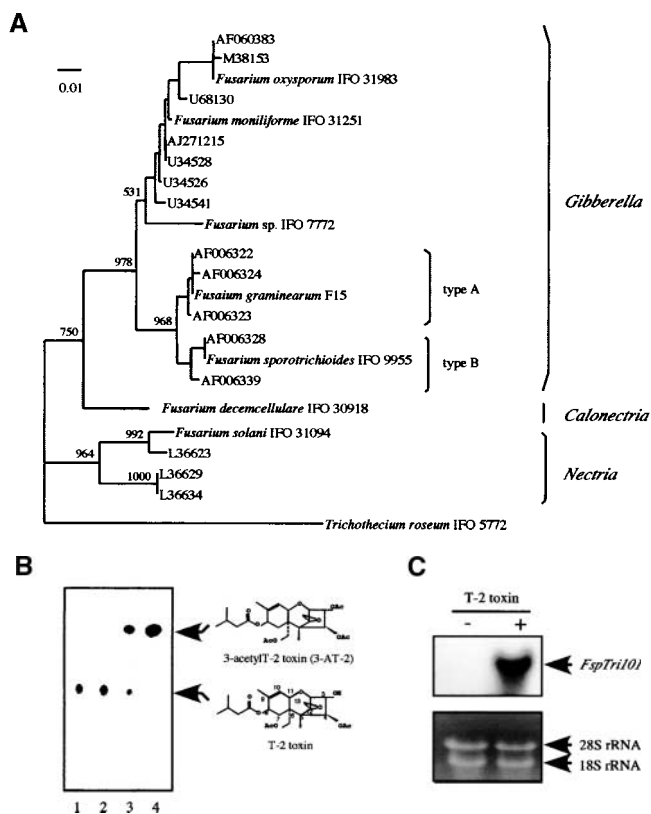 A
0.01
AF060383
M38153
Fusarium oxysporum IFO 31983
U68130
Fusarium moniliforme IFO 31251
AJ271215
U34528
U34526
U34541
531
Fusarium sp. IFO 7772
Gibberella
978
AF006322
AF006324
Fusaium graminearum F15
AF006323
type A
968
AF006328
Fusarium sporotrichioides IFO 9955
AF006339
type B
750
Fusarium decemcellulare IFO 30918
Calonectria
992
Fusarium solani IFO 31094
L36623
964
1000
L36629
L36634
Nectria
Trichothecium roseum IFO 5772
B
3-acetylT-2 toxin (3-AT-2)
T-2 toxin
1 2 3 4
C
T-2 toxin
- +
FspTri101
28S rRNA
18S rRNA